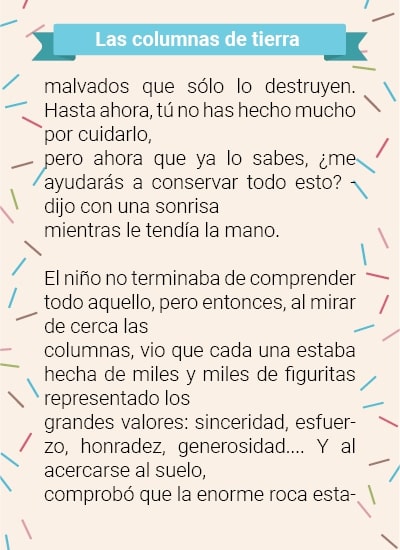 Las columnas de tierra
malvados que sólo lo destruyen.
Hasta ahora, tú no has hecho mucho
por cuidarlo,
pero ahora que ya lo sabes, ¿me
ayudarás a conservar todo esto? -
dijo con una sonrisa
mientras le tendía la mano.
El niño no terminaba de comprender
todo aquello, pero entonces, al mirar
de cerca las
columnas, vio que cada una estaba
hecha de miles y miles de figuritas
representado los
grandes valores: sinceridad, esfuer-
zo, honradez, generosidad.... Y al
acercarse al suelo,
comprobó que la enorme roca esta-